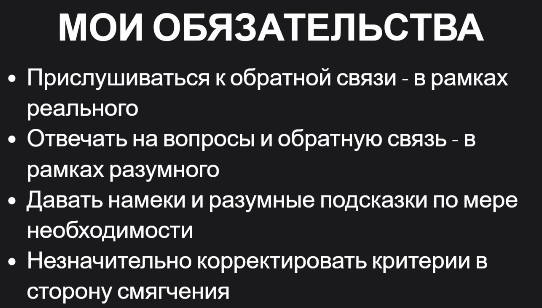 МОИ ОБЯЗАТЕЛЬСТВА
• Прислушиваться к обратной связи - в рамках
реального
• Отвечать на вопросы и обратную связь - в
рамках разумного
• Давать намеки и разумные подсказки по мере
необходимости
• Незначительно корректировать критерии в
сторону смягчения